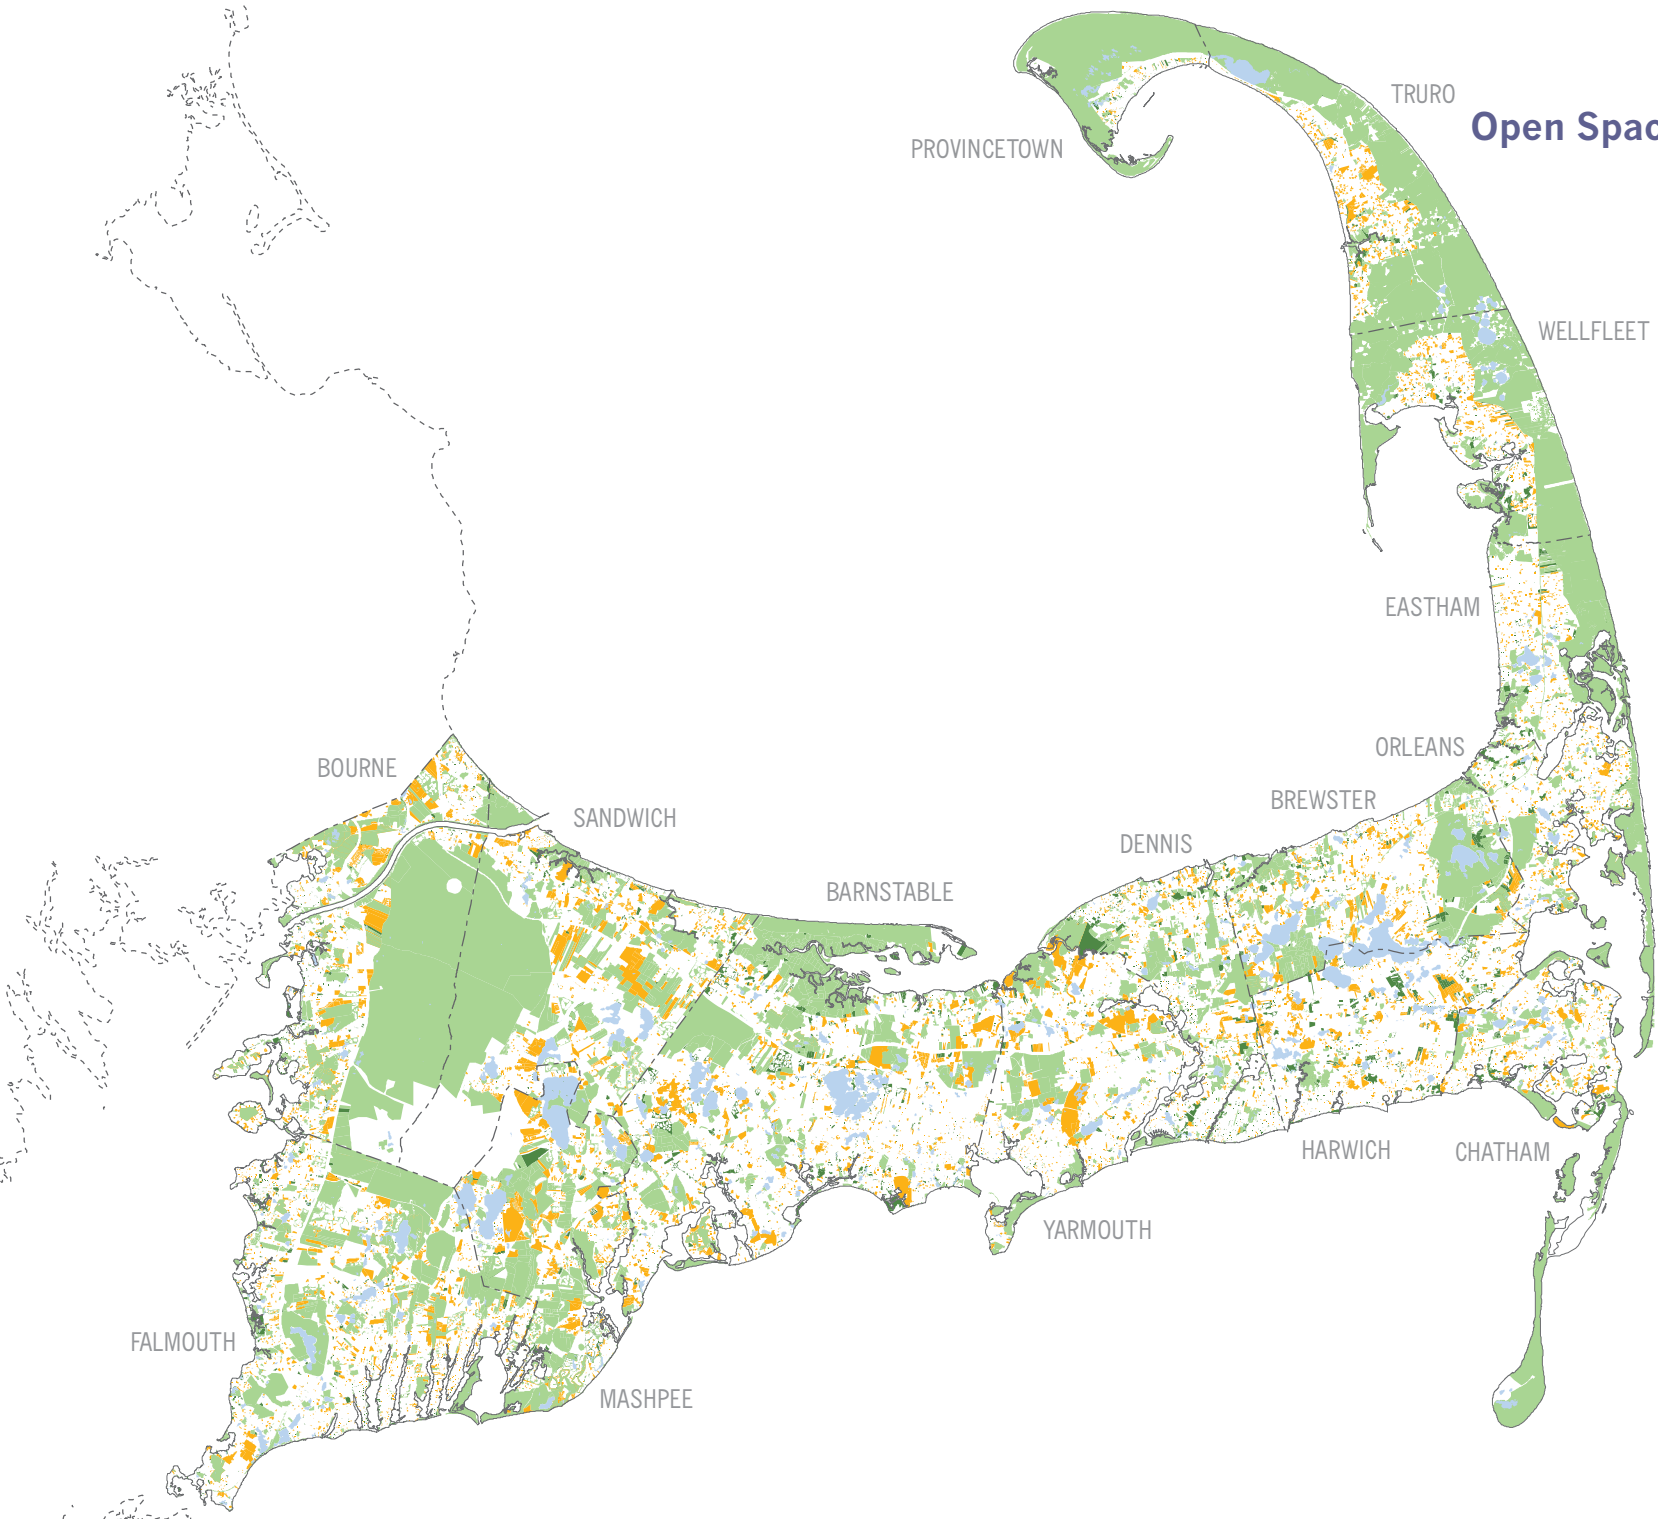 TRURO
Open Spac
PROVINCETOWN
WELLFLEET
EASTHAM
ORLEANS
BOURNE
BREWSTER
SANDWICH
DENNIS
BARNSTABLE
HARWICH
CHATHAM
YARMOUTH
FALMOUTH
MASHPEE